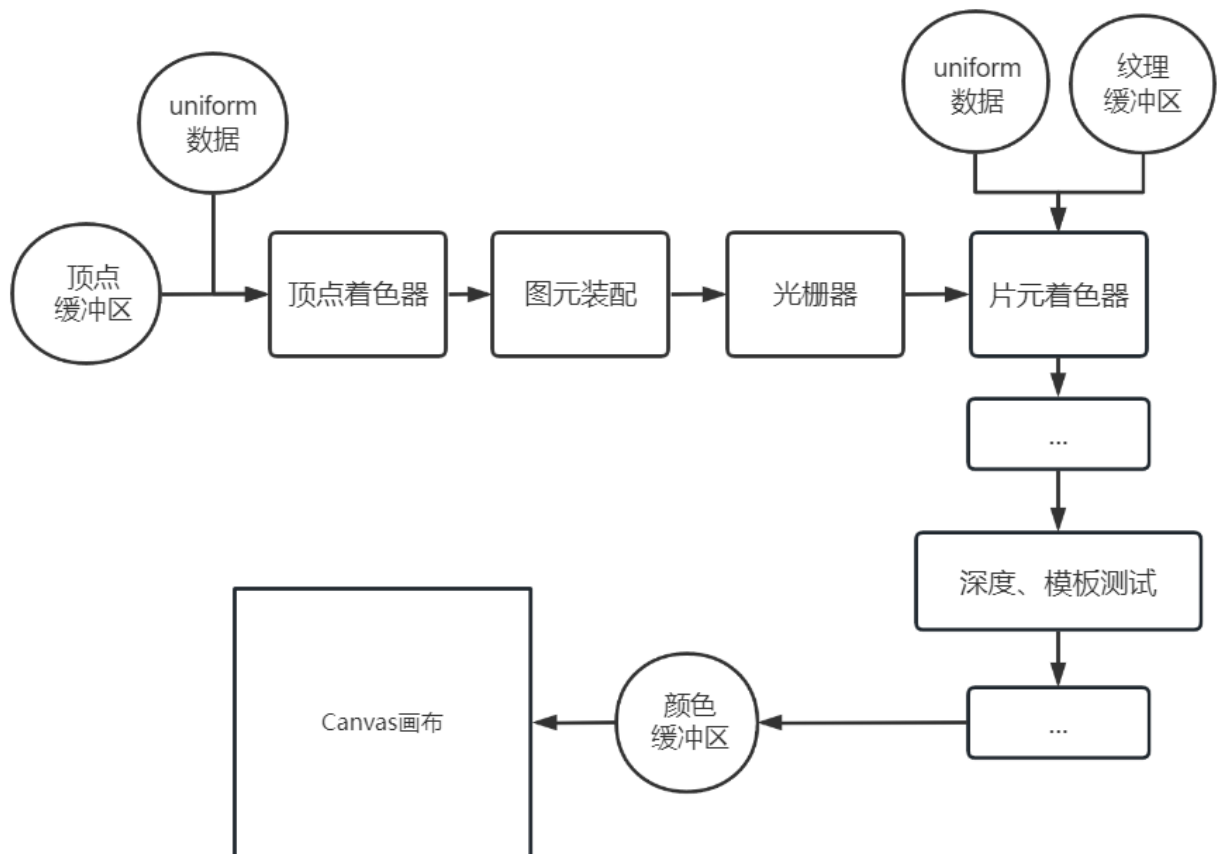 uniform
数据
uniform
数据
纹理
缓冲区
顶点
缓冲区
顶点着色器
图元装配
光栅器
片元着色器
...
深度、模板测试
...
颜色
缓冲区
Canvas画布